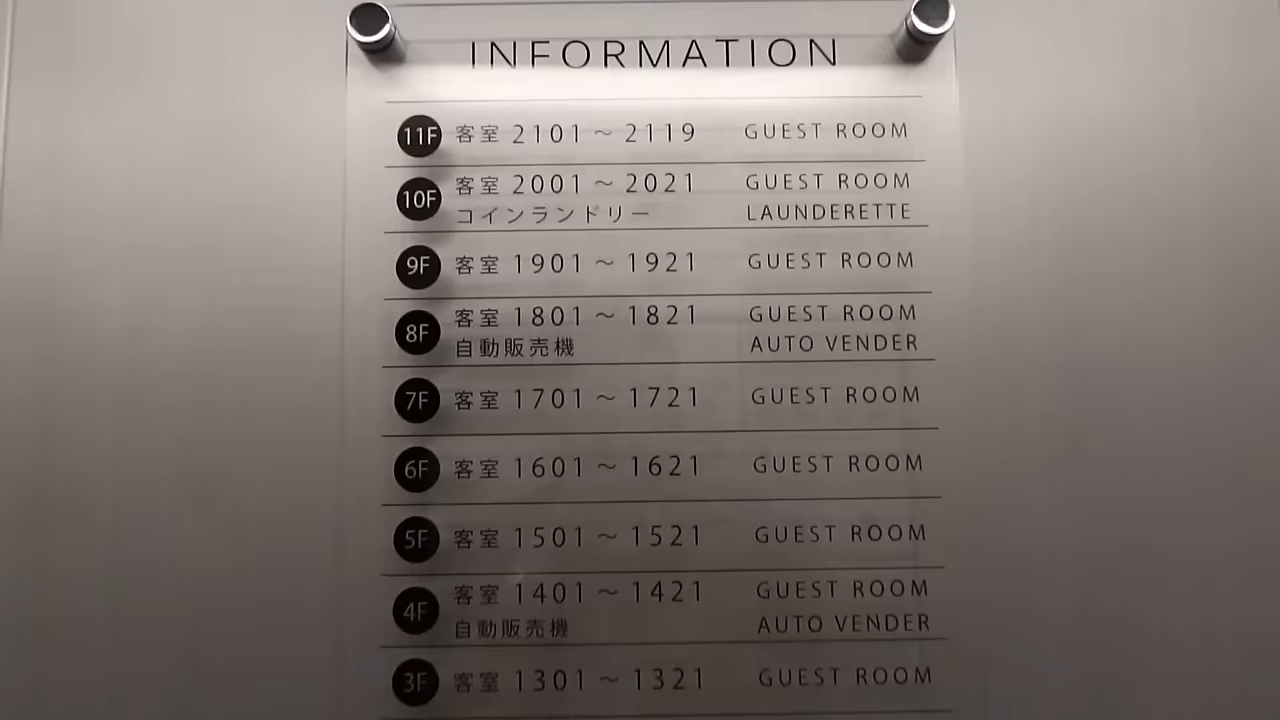 INFORMATION
11F 客室 2101 ～ 2119 GUEST ROOM
10F 客室 2001 ～ 2021 GUEST ROOM
コインランドリー LAUNDERETTE
9F 客室 1901 ～ 1921 GUEST ROOM
8F 客室 1801 ～ 1821 GUEST ROOM
自動販売機 AUTO VENDER
7F 客室 1701 ～ 1721 GUEST ROOM
6F 客室 1601 ～ 1621 GUEST ROOM
5F 客室 1501 ～ 1521 GUEST ROOM
4F 客室 1401 ～ 1421 GUEST ROOM
自動販売機 AUTO VENDER
3F 客室 1301 ～ 1321 GUEST ROOM